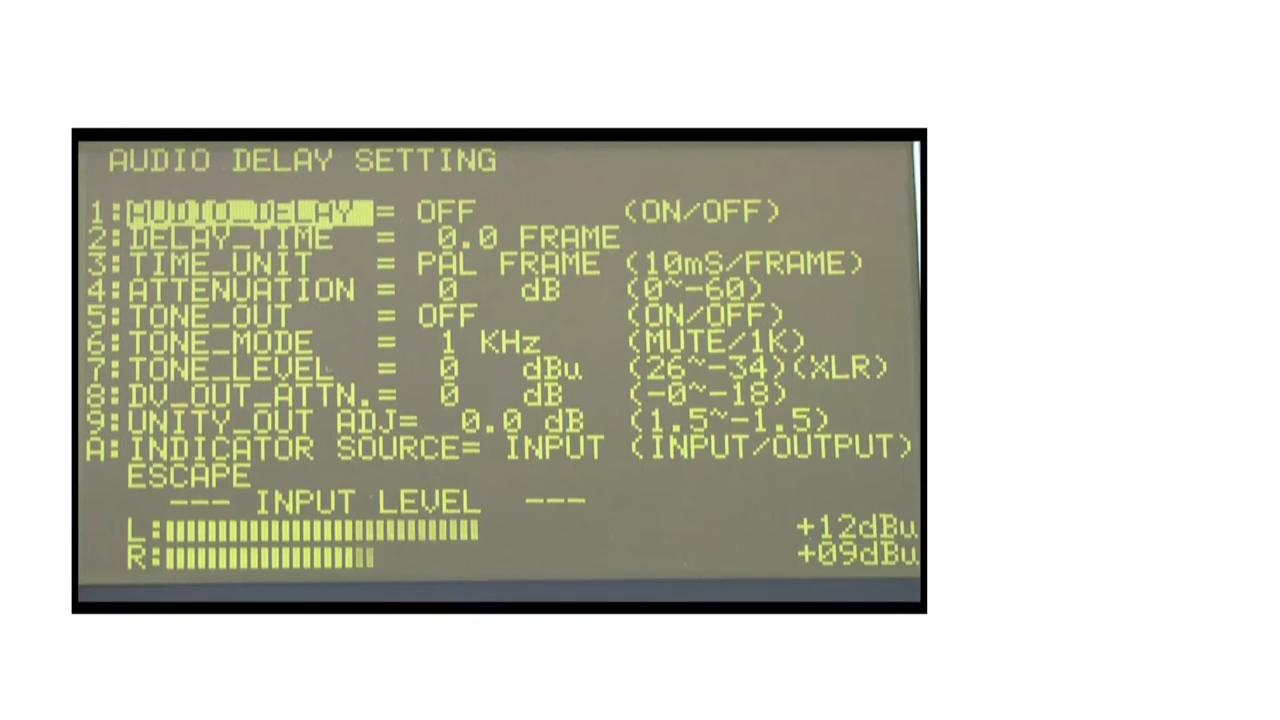 AUDIO DELAY SETTING
1:AUDIO_DELAY = OFF (ON/OFF)
2:DELAY_TIME = 0.0 FRAME
3:TIME_UNIT = PAL FRAME (10mS/FRAME)
4:ATTENUATION = 0 dB (0~-60)
5:TONE_OUT = OFF (ON/OFF)
6:TONE_MODE = 1 KHz (MUTE/1K)
7:TONE_LEVEL = 0 dBu (26~-34)(XLR)
8:DV_OUT_ATTN.= 0 dB (-0~-18)
9:UNITY_OUT ADJ= 0.0 dB (1.5~-1.5)
A:INDICATOR SOURCE= INPUT (INPUT/OUTPUT)
ESCAPE
--- INPUT LEVEL ---
L: +12dBu
R: +09dBu